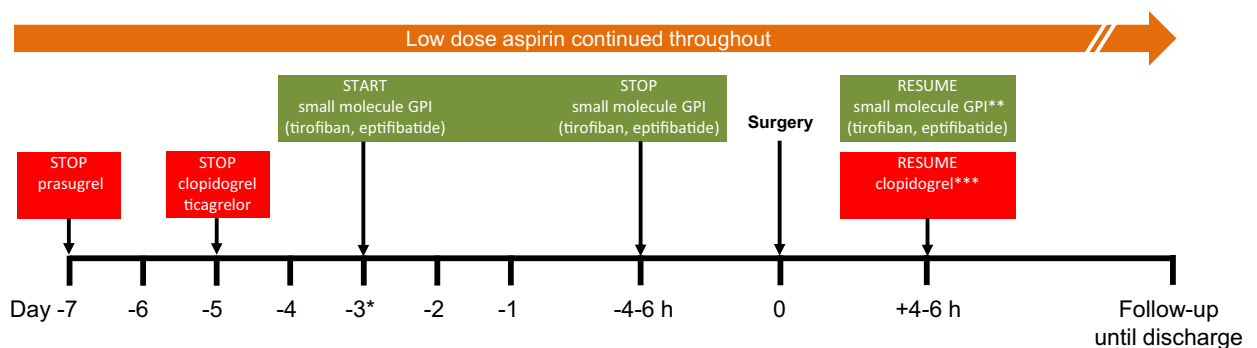 Low dose aspirin continued throughout
START
small molecule GPI
(tirofiban, eptifibatide)
STOP
small molecule GPI
(tirofiban, eptifibatide)
Surgery
RESUME
small molecule GPI**
(tirofiban, eptifibatide)
STOP
prasugrel
STOP
clopidogrel
ticagrelor
RESUME
clopidogrel***
Day -7
-6
-5
-4
-3*
-2
-1
-4-6 h
0
+4-6 h
Follow-up
until discharge